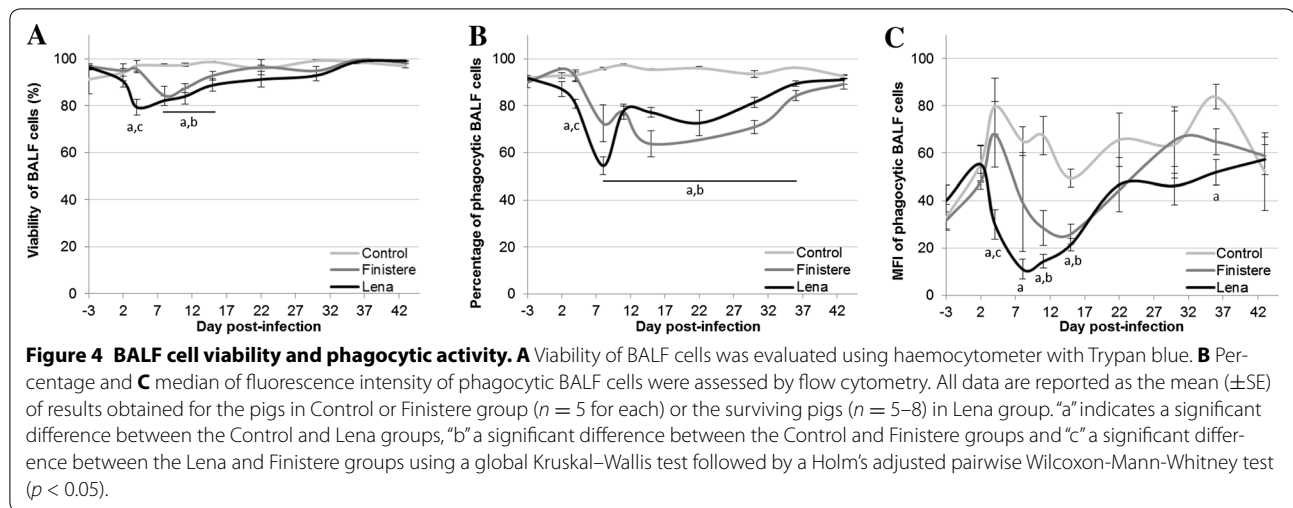 A
Viability of BALF cells (%)
100
80
60
40
20
0
a,c
a,b
Control
Finistere
Lena
-3 2 7 12 17 22 27 32 37 42
Day post-infection
B
Percentage of phagocytic BALF cells
100
80
60
40
20
0
a,c
a,b
Control
Finistere
Lena
-3 2 7 12 17 22 27 32 37 42
Day post-infection
C
MFI of phagocytic BALF cells
100
80
60
40
20
0
a,c
a
a,b
a,b
a
Control
Finistere
Lena
-3 2 7 12 17 22 27 32 37 42
Day post-infection
Figure 4 BALF cell viability and phagocytic activity. A Viability of BALF cells was evaluated using haemocytometer with Trypan blue. B Per-
centage and C median of fluorescence intensity of phagocytic BALF cells were assessed by flow cytometry. All data are reported as the mean (±SE)
of results obtained for the pigs in Control or Finistere group (n = 5 for each) or the surviving pigs (n = 5–8) in Lena group. “a” indicates a significant
difference between the Control and Lena groups, “b” a significant difference between the Control and Finistere groups and “c” a significant differ-
ence between the Lena and Finistere groups using a global Kruskal–Wallis test followed by a Holm’s adjusted pairwise Wilcoxon-Mann-Whitney test
(p < 0.05).